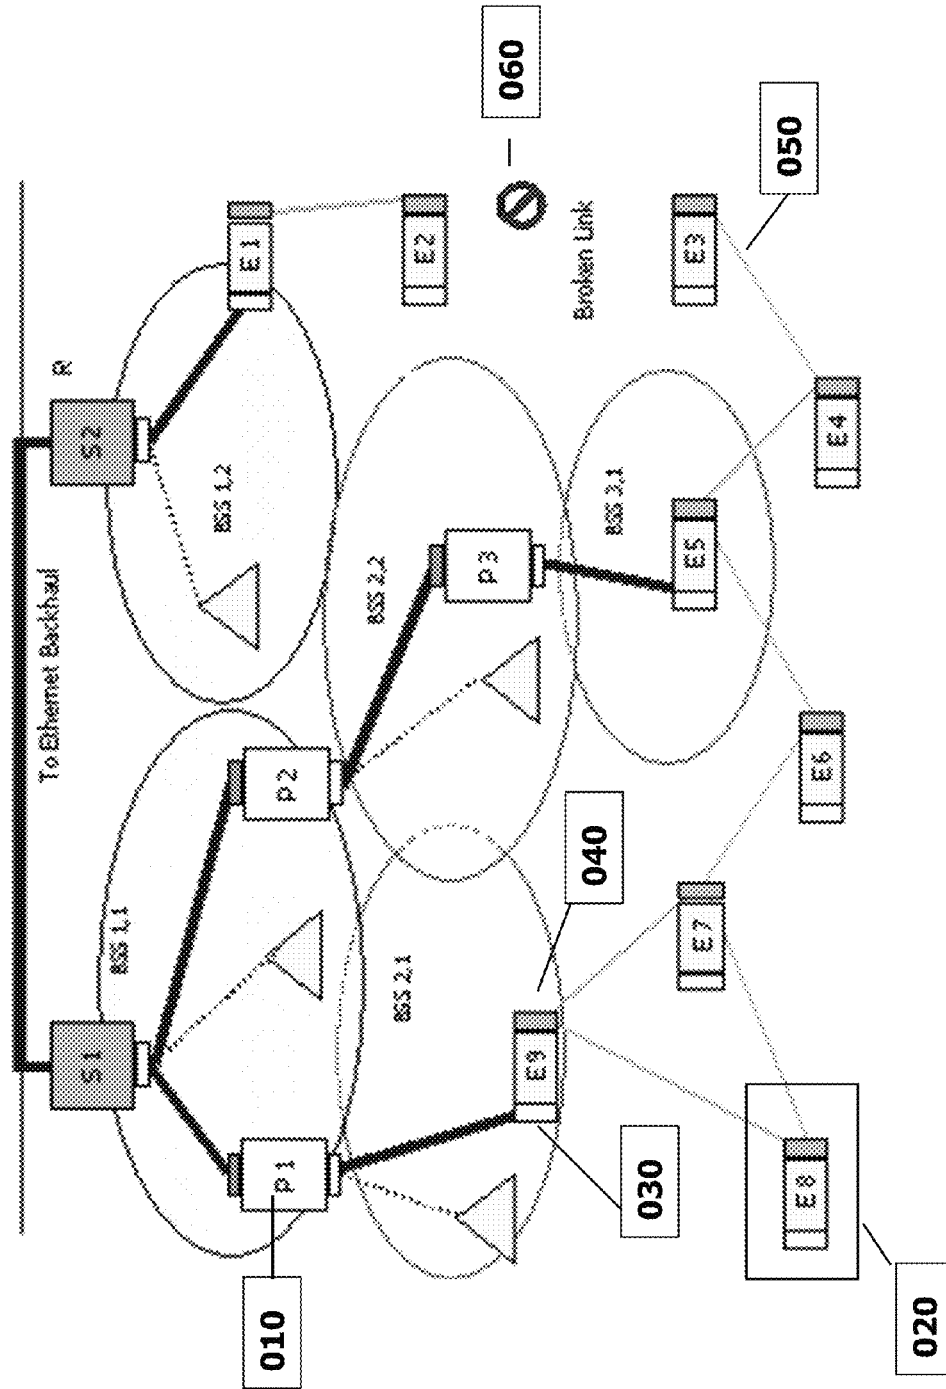 To Ethernet Backhaul
R
S1
S2
BSS 1,1
BSS 1,2
E1
010
P1
P2
BSS 2,2
BSS 2,1
E2
P3
060
E9
Broken Link
040
BSS 3,1
030
E7
E5
E3
050
E8
E6
E4
020